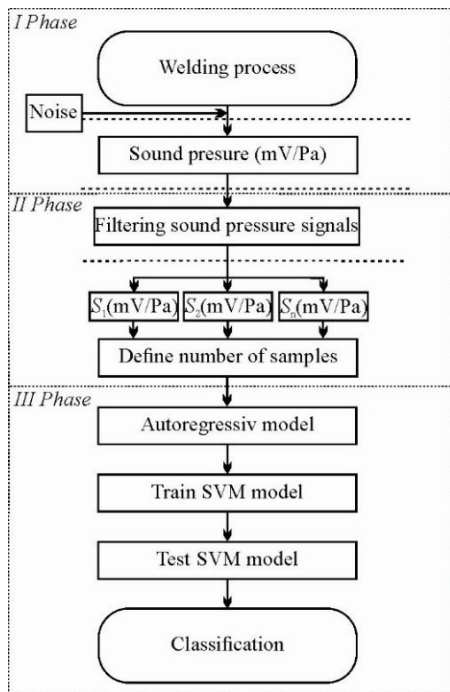 I Phase
Welding process
Noise
Sound presure (mV/Pa)
II Phase
Filtering sound pressure signals
S₁(mV/Pa) S₂(mV/Pa) Sₙ(mV/Pa)
Define number of samples
III Phase
Autoregressiv model
Train SVM model
Test SVM model
Classification